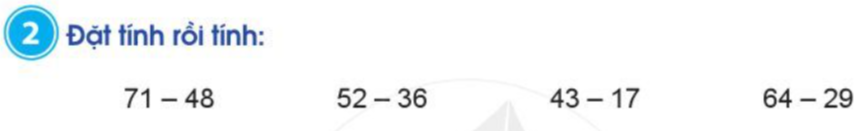 2 Đặt tính rồi tính:
71 – 48 52 – 36 43 – 17 64 – 29